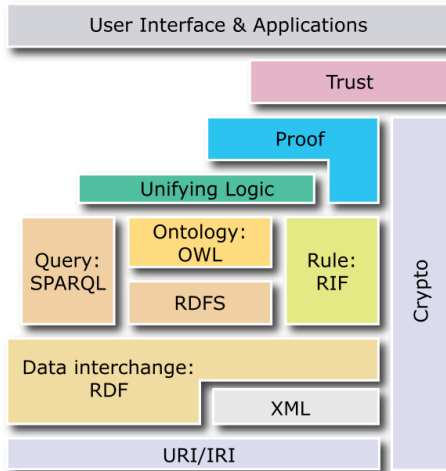 User Interface & Applications
Trust
Proof
Unifying Logic
Query:
SPARQL
Ontology:
OWL
RDFS
Rule:
RIF
Crypto
Data interchange:
RDF
XML
URI/IRI